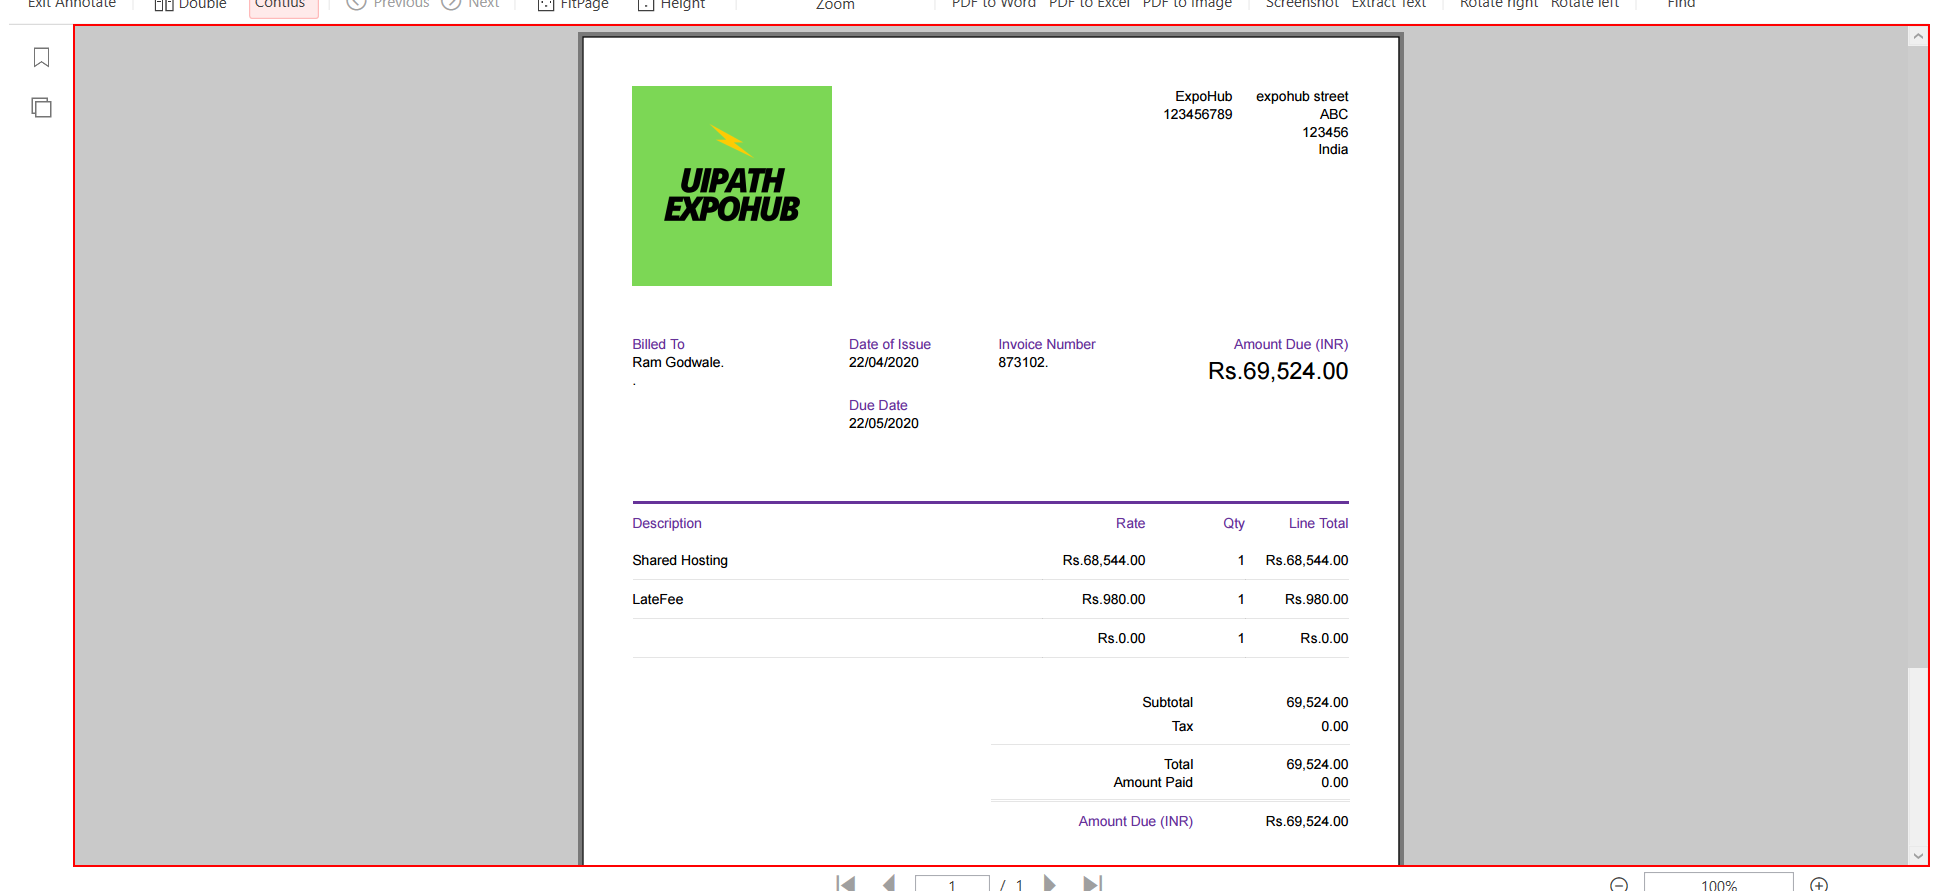 Exit Annotate Double Contius Previous Next FitPage Height Zoom PDF to Word PDF to Excel PDF to Image Screenshot Extract Text Rotate right Rotate left Find
UIPATH
EXPOHUB
ExpoHub expohub street
123456789 ABC
123456
India
Billed To Date of Issue Invoice Number Amount Due (INR)
Ram Godwale. 22/04/2020 873102. Rs.69,524.00
.
Due Date
22/05/2020
Description Rate Qty Line Total
Shared Hosting Rs.68,544.00 1 Rs.68,544.00
LateFee Rs.980.00 1 Rs.980.00
Rs.0.00 1 Rs.0.00
Subtotal 69,524.00
Tax 0.00
Total 69,524.00
Amount Paid 0.00
Amount Due (INR) Rs.69,524.00
1 / 1 100%